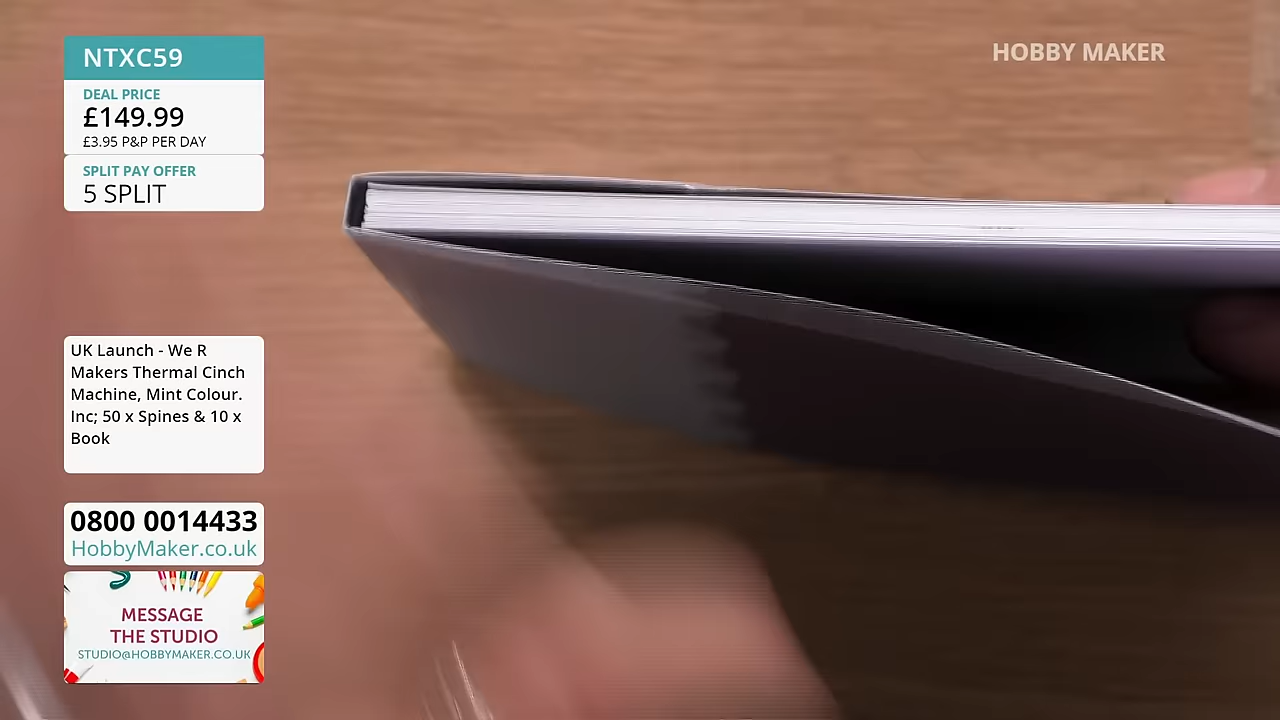 NTXC59
DEAL PRICE
£149.99
£3.95 P&P PER DAY
SPLIT PAY OFFER
5 SPLIT
HOBBY MAKER
UK Launch - We R
Makers Thermal Cinch
Machine, Mint Colour.
Inc; 50 x Spines & 10 x
Book
0800 0014433
HobbyMaker.co.uk
MESSAGE
THE STUDIO
STUDIO@HOBBYMAKER.CO.UK